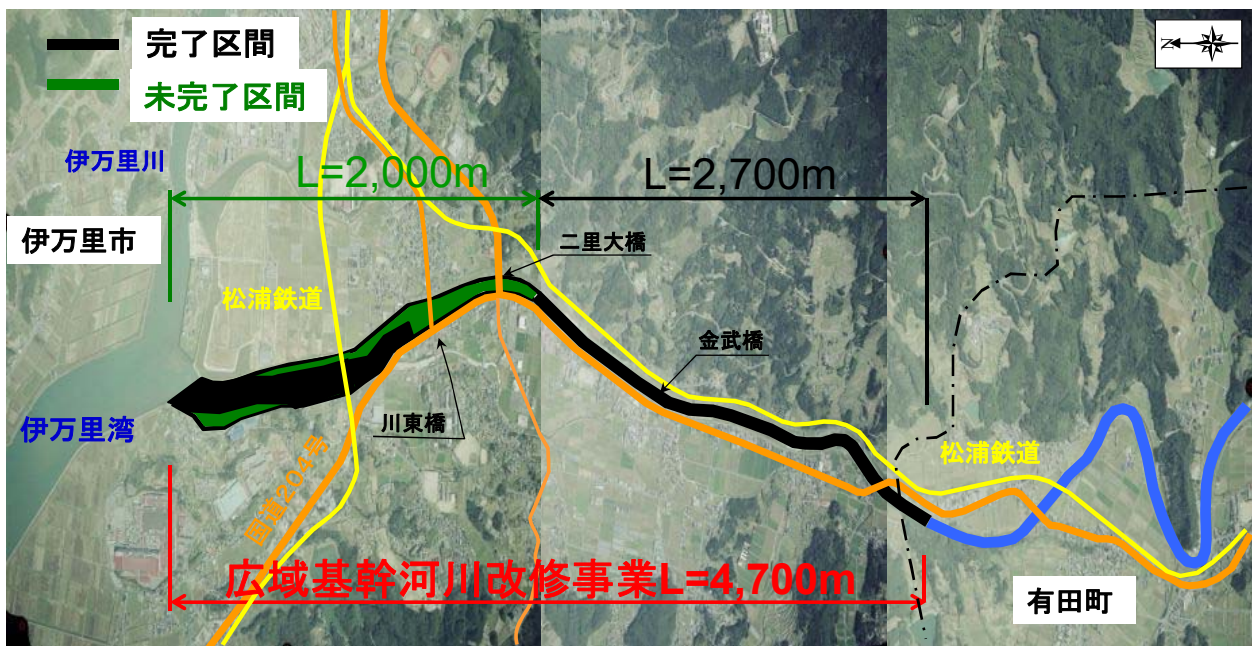 完了区間
未完了区間
N
伊万里川
L=2,000m
L=2,700m
伊万里市
二里大橋
松浦鉄道
金武橋
川東橋
伊万里湾
国道204号
松浦鉄道
広域基幹河川改修事業L=4,700m
有田町